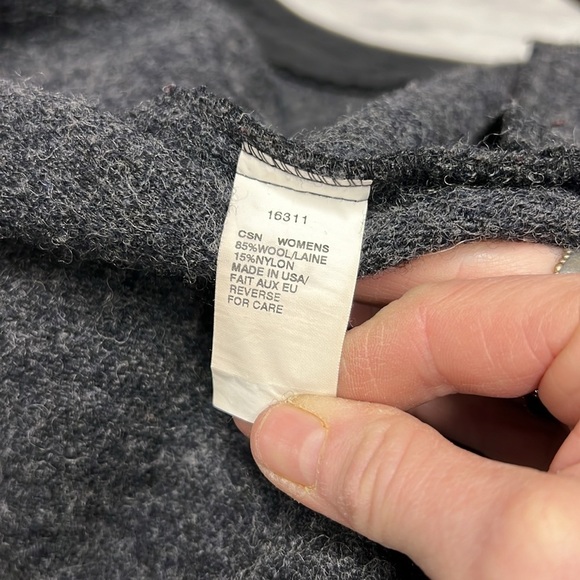 16311
CSN WOMENS
85%WOOL/LAINE
15%NYLON
MADE IN USA/
FAIT AUX EU
REVERSE
FOR CARE